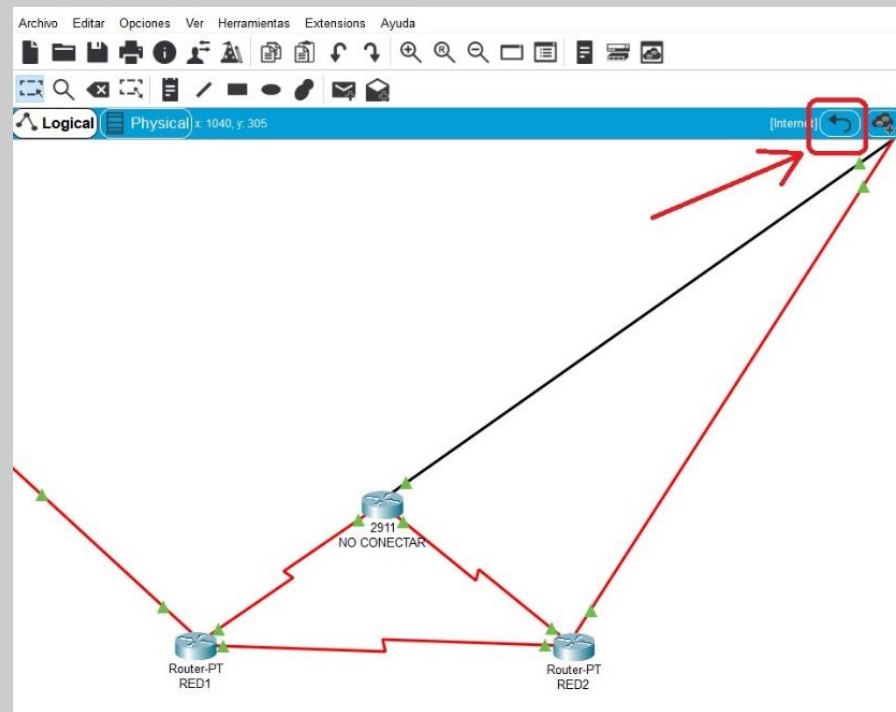 Archivo Editar Opciones Ver Herramientas Extensions Ayuda
Logical Physical x: 1040, y: 305 [Internet]
2911
NO CONECTAR
Router-PT
RED1
Router-PT
RED2